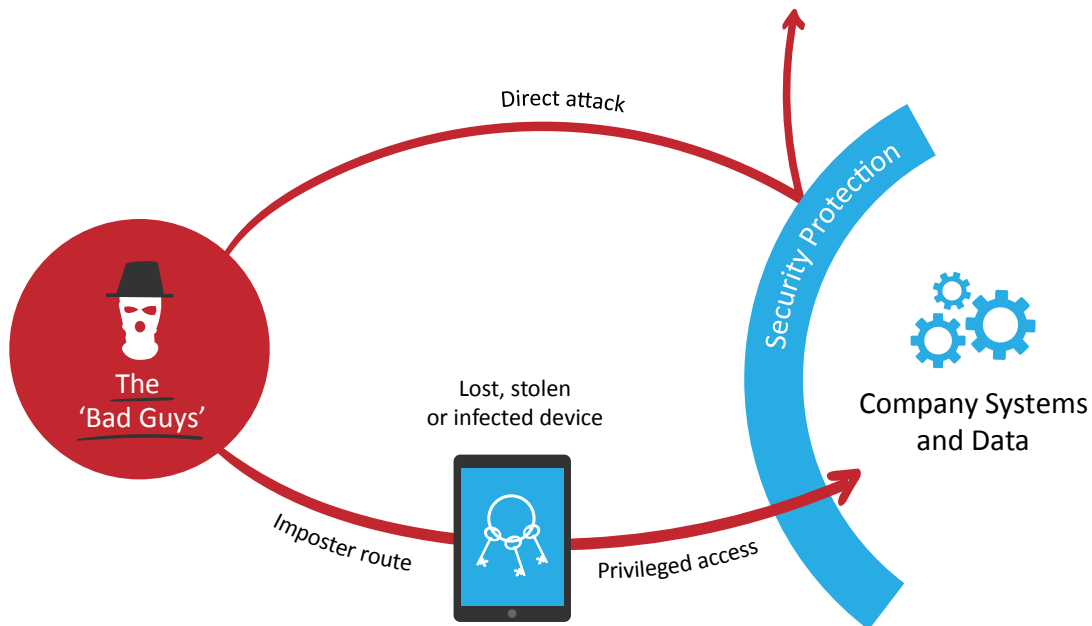 Direct attack
Security Protection
The
‘Bad Guys’
Lost, stolen
or infected device
Company Systems
and Data
Imposter route
Privileged access